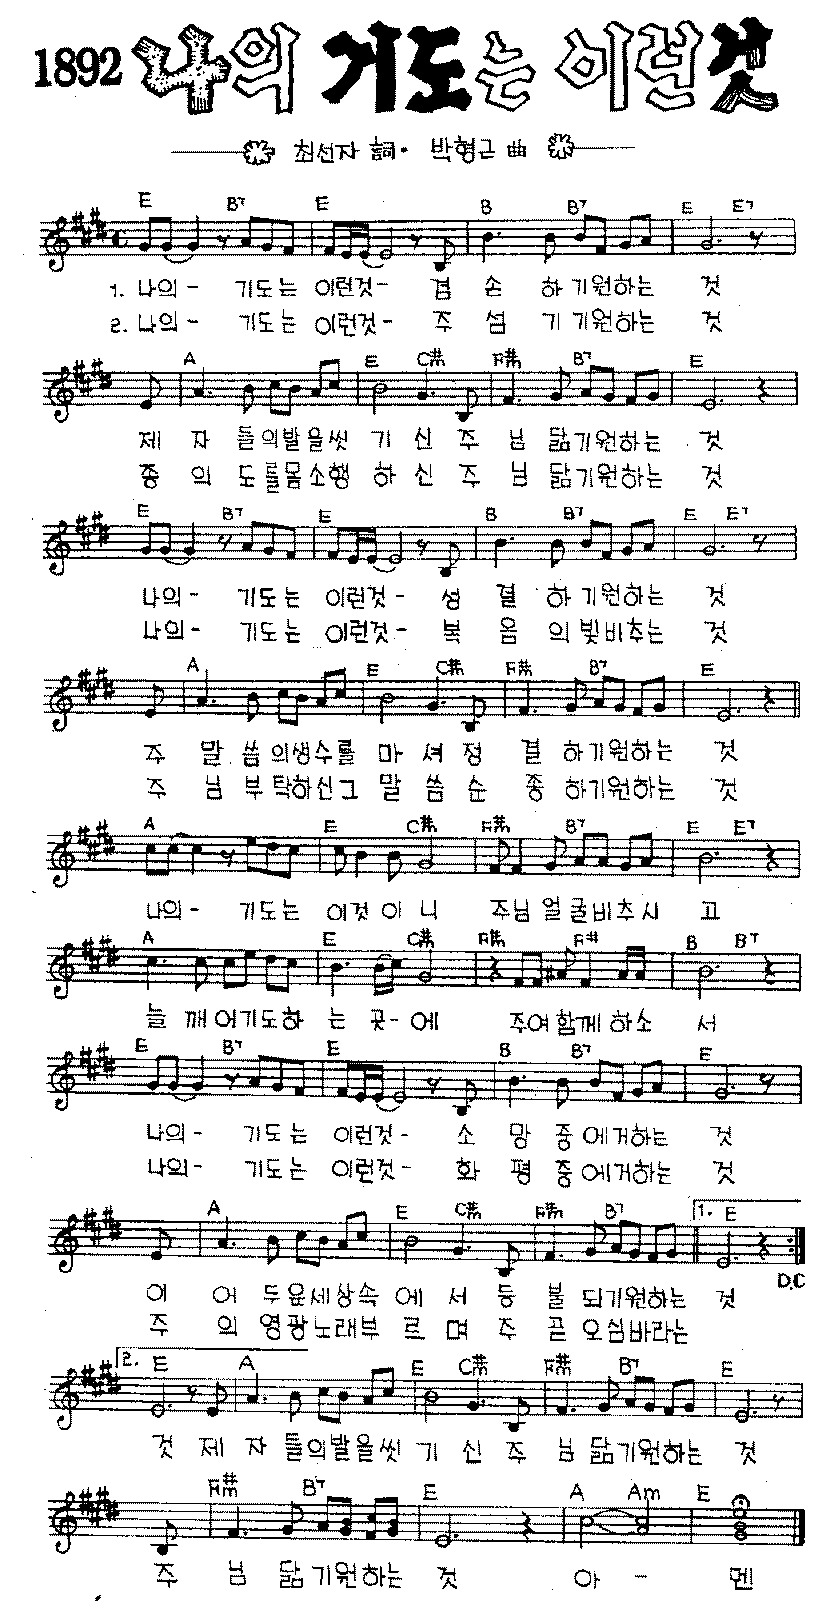 1892 나의 기도는 이런것
최선자 詞· 박형근 曲
E B7 E B B7 E E7
1. 나의- 기도는 이런것- 겸손하기원하는 것
2. 나의- 기도는 이런것- 주섬기기원하는 것
A E C#m F#m B7 E
제자들의발을씻기신주님닮기원하는 것
종의도를몸소행하신주님닮기원하는 것
E B7 E B B7 E E7
나의- 기도는 이런것- 성결하기원하는 것
나의- 기도는 이런것- 복음의빛비추는 것
A E C#m F#m B7 E
주말씀의생수를마셔정결하기원하는 것
주님부탁하신그말씀순종하기원하는 것
A E C#m F#m B7 E E7
나의- 기도는 이것이니 주님얼굴비추시고
A E C#m F#m F# B B7
늘깨어기도하는곳-에 주여함께하소서
E B7 E B B7 E
나의- 기도는 이런것- 소망중에거하는 것
나의- 기도는 이런것- 화평중에거하는 것
A E C#m F#m B7 1. E
이어두운세상속에서등불되기원하는 것
D.C
주의영광노래부르며주곧오심바라는
2. E A E C#m F#m B7 E
것 제자들의발을씻기신주님닮기원하는 것
F#m B7 E A Am E
주님닮기원하는 것 아-멘